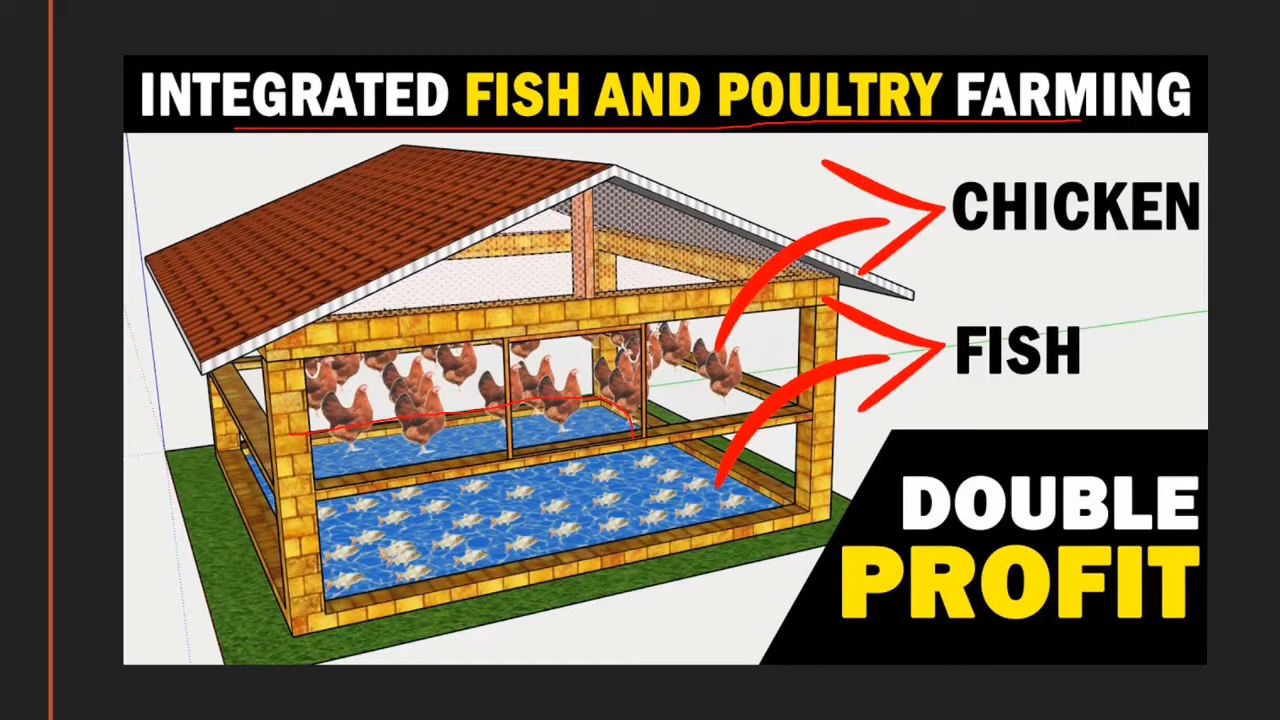 INTEGRATED FISH AND POULTRY FARMING
CHICKEN
FISH
DOUBLE
PROFIT